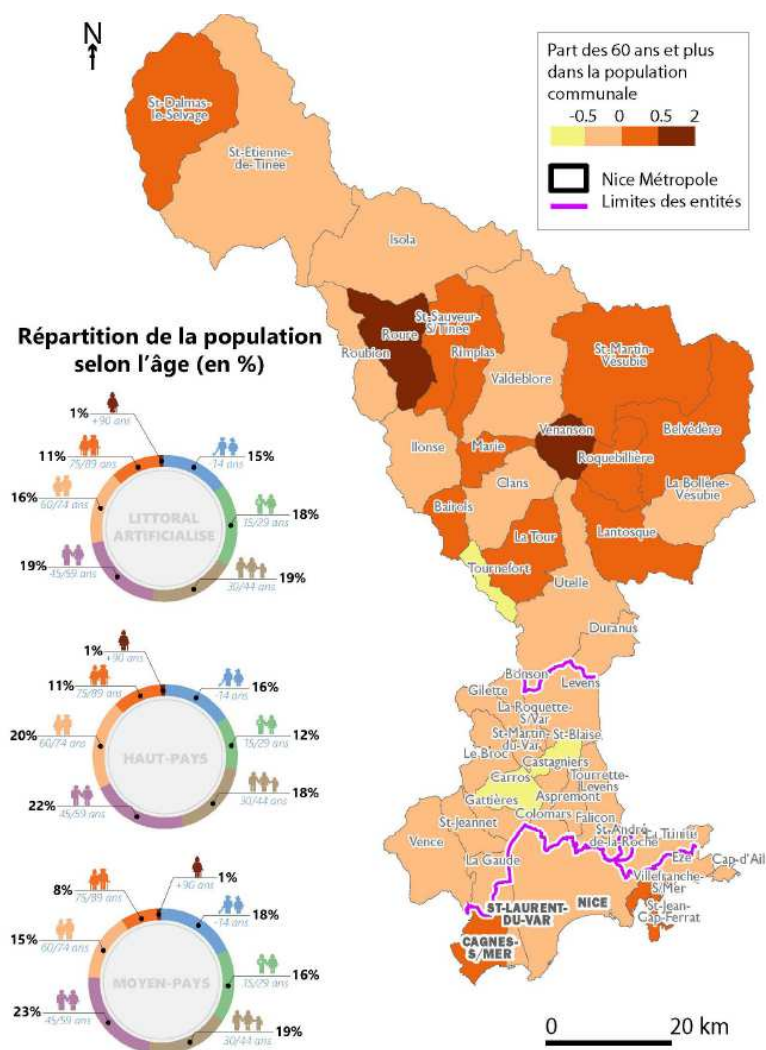 N
Part des 60 ans et plus
dans la population
communale
-0.5 0 0.5 2
Nice Métropole
Limites des entités
St-Dalmas-
le-Selvage
St-Etienne-
de-Tinée
Isola
Roubion
Roure
St-Sauveur-
S/Tinée
Rimplas
Valdeblore
St-Martin-
Vésubie
Ilonse
Marie
Venanson
Roquebillière
Belvédère
Clans
La Bollène-
Vésubie
Bairols
La Tour
Lantosque
Tournefort
Utelle
Duranus
Bonson
Levens
Gilette
La Roquette-
S/Var
St-Martin-
du-Var
St-Blaise
Le Broc
Castagniers
Carros
Tourrette-
Levens
Gattières
Aspremont
Colomars
Falicon
St-Jeannet
St-André-
de-la-Roche
La Trinité
Vence
La Gaude
Eze
Cap-d'Ail
Villefranche-
S/Mer
St-Jean-
Cap-Ferrat
ST-LAURENT-
DU-VAR
NICE
CAGNES-
S/MER
0 20 km
Répartition de la population
selon l'âge (en %)
1%
+90 ans
11%
75/89 ans
15%
-14 ans
16%
60/74 ans
18%
15/29 ans
LITTORAL
ARTIFICIALISE
19%
45/59 ans
19%
30/44 ans
1%
+90 ans
11%
75/89 ans
16%
-14 ans
20%
60/74 ans
12%
15/29 ans
HAUT-PAYS
22%
45/59 ans
18%
30/44 ans
8%
75/89 ans
1%
+90 ans
18%
-14 ans
15%
60/74 ans
16%
15/29 ans
MOYEN-PAYS
23%
45/59 ans
19%
30/44 ans